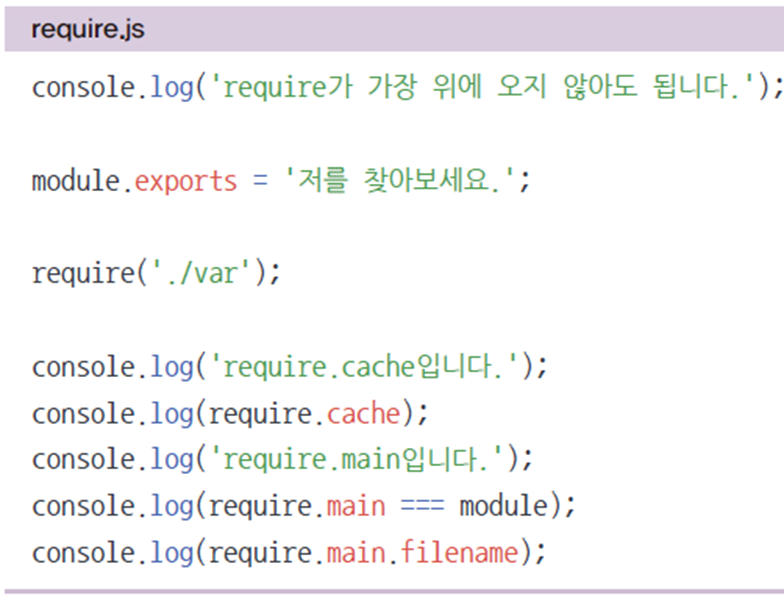 require.js
console.log('require가 가장 위에 오지 않아도 됩니다.');
module.exports = '저를 찾아보세요.';
require('./var');
console.log('require.cache입니다.');
console.log(require.cache);
console.log('require.main입니다.');
console.log(require.main === module);
console.log(require.main.filename);